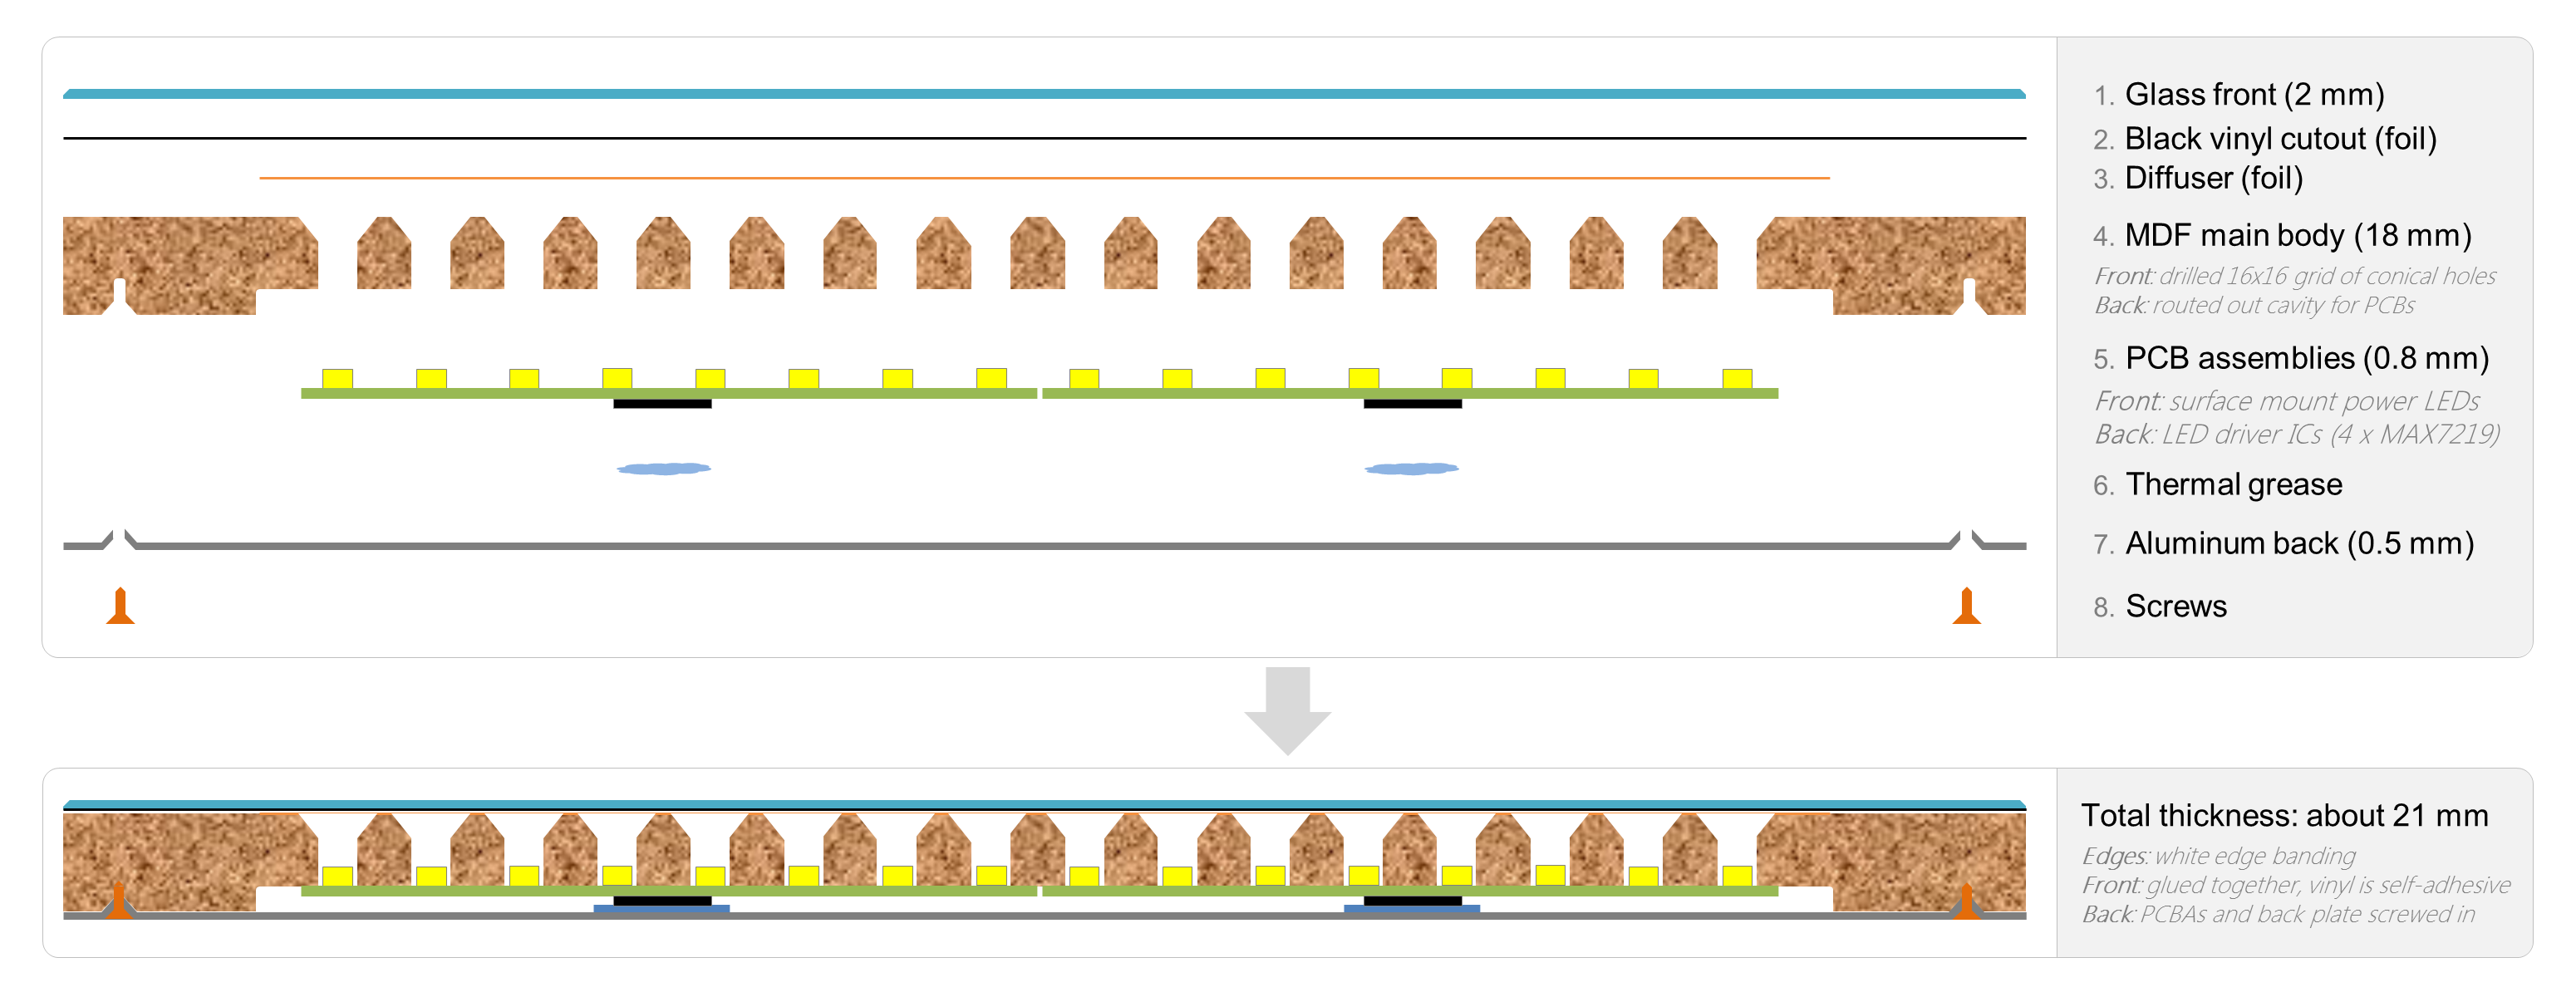 1. Glass front (2 mm)
2. Black vinyl cutout (foil)
3. Diffuser (foil)
4. MDF main body (18 mm)
Front: drilled 16x16 grid of conical holes
Back: routed out cavity for PCBs
5. PCB assemblies (0.8 mm)
Front: surface mount power LEDs
Back: LED driver ICs (4 x MAX7219)
6. Thermal grease
7. Aluminum back (0.5 mm)
8. Screws
Total thickness: about 21 mm
Edges: white edge banding
Front: glued together, vinyl is self-adhesive
Back: PCBAs and back plate screwed in